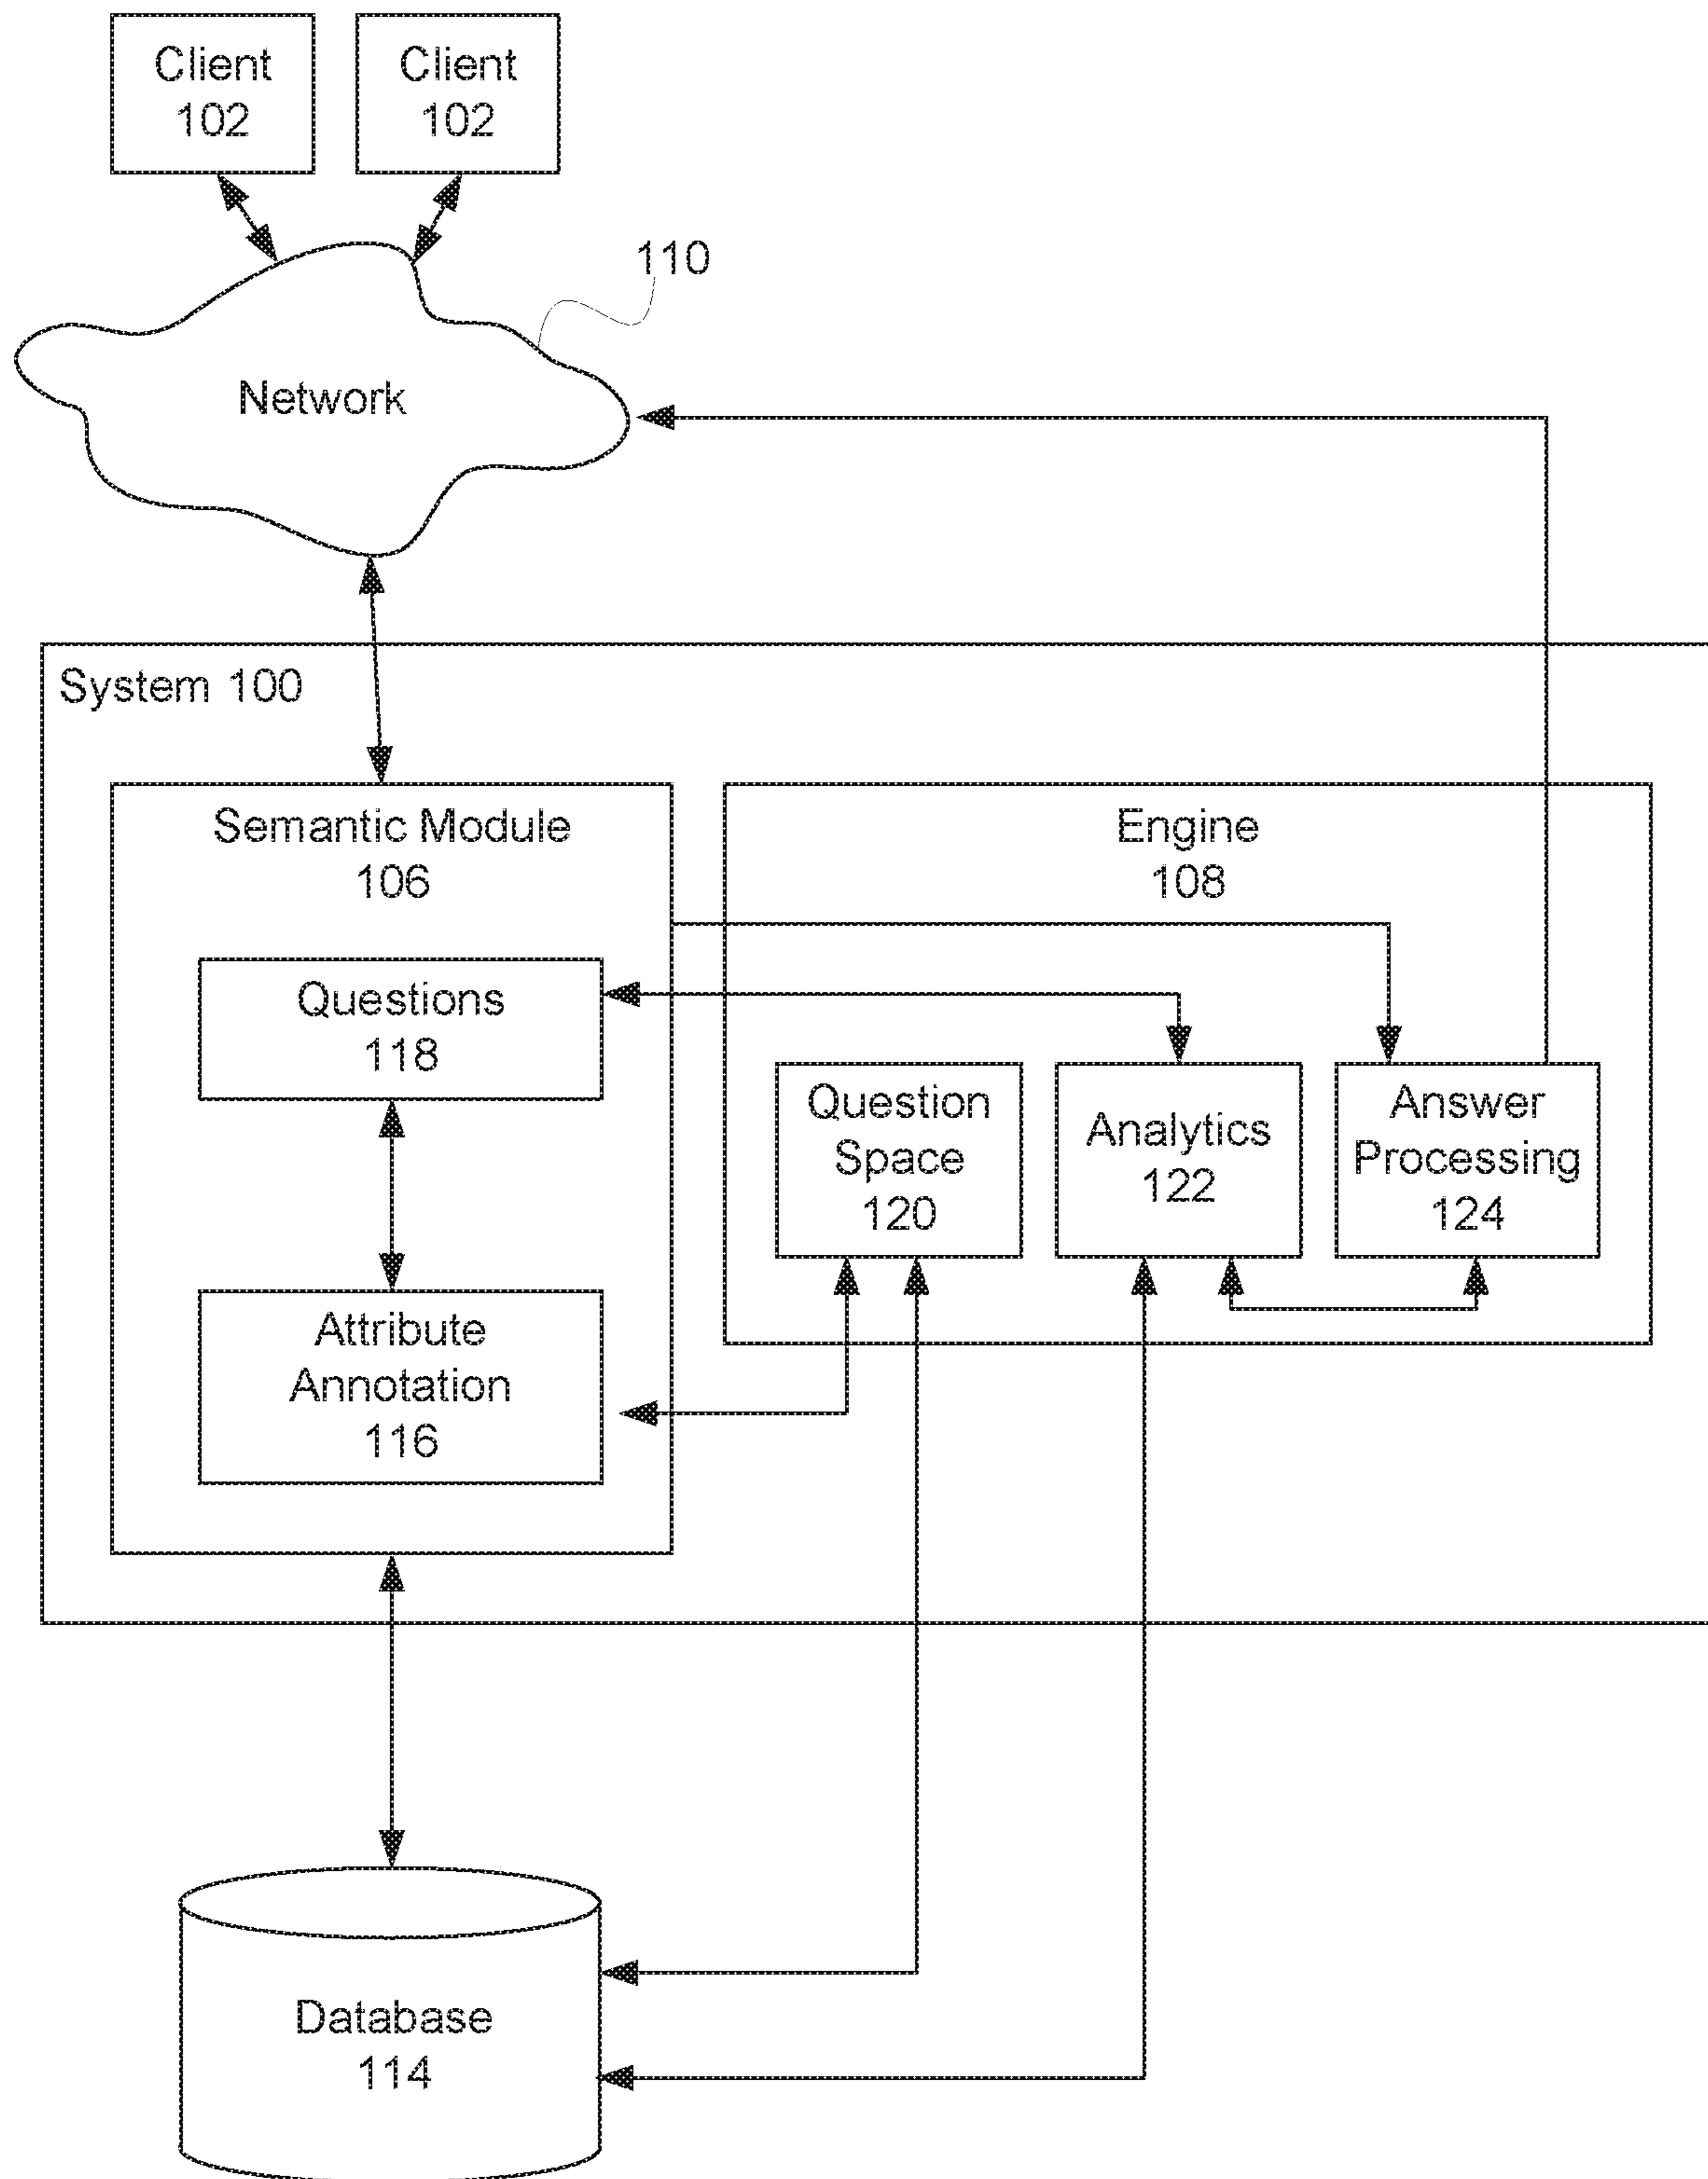 Client
102
Client
102
110
Network
System 100
Semantic Module
106
Engine
108
Questions
118
Question
Space
120
Analytics
122
Answer
Processing
124
Attribute
Annotation
116
Database
114